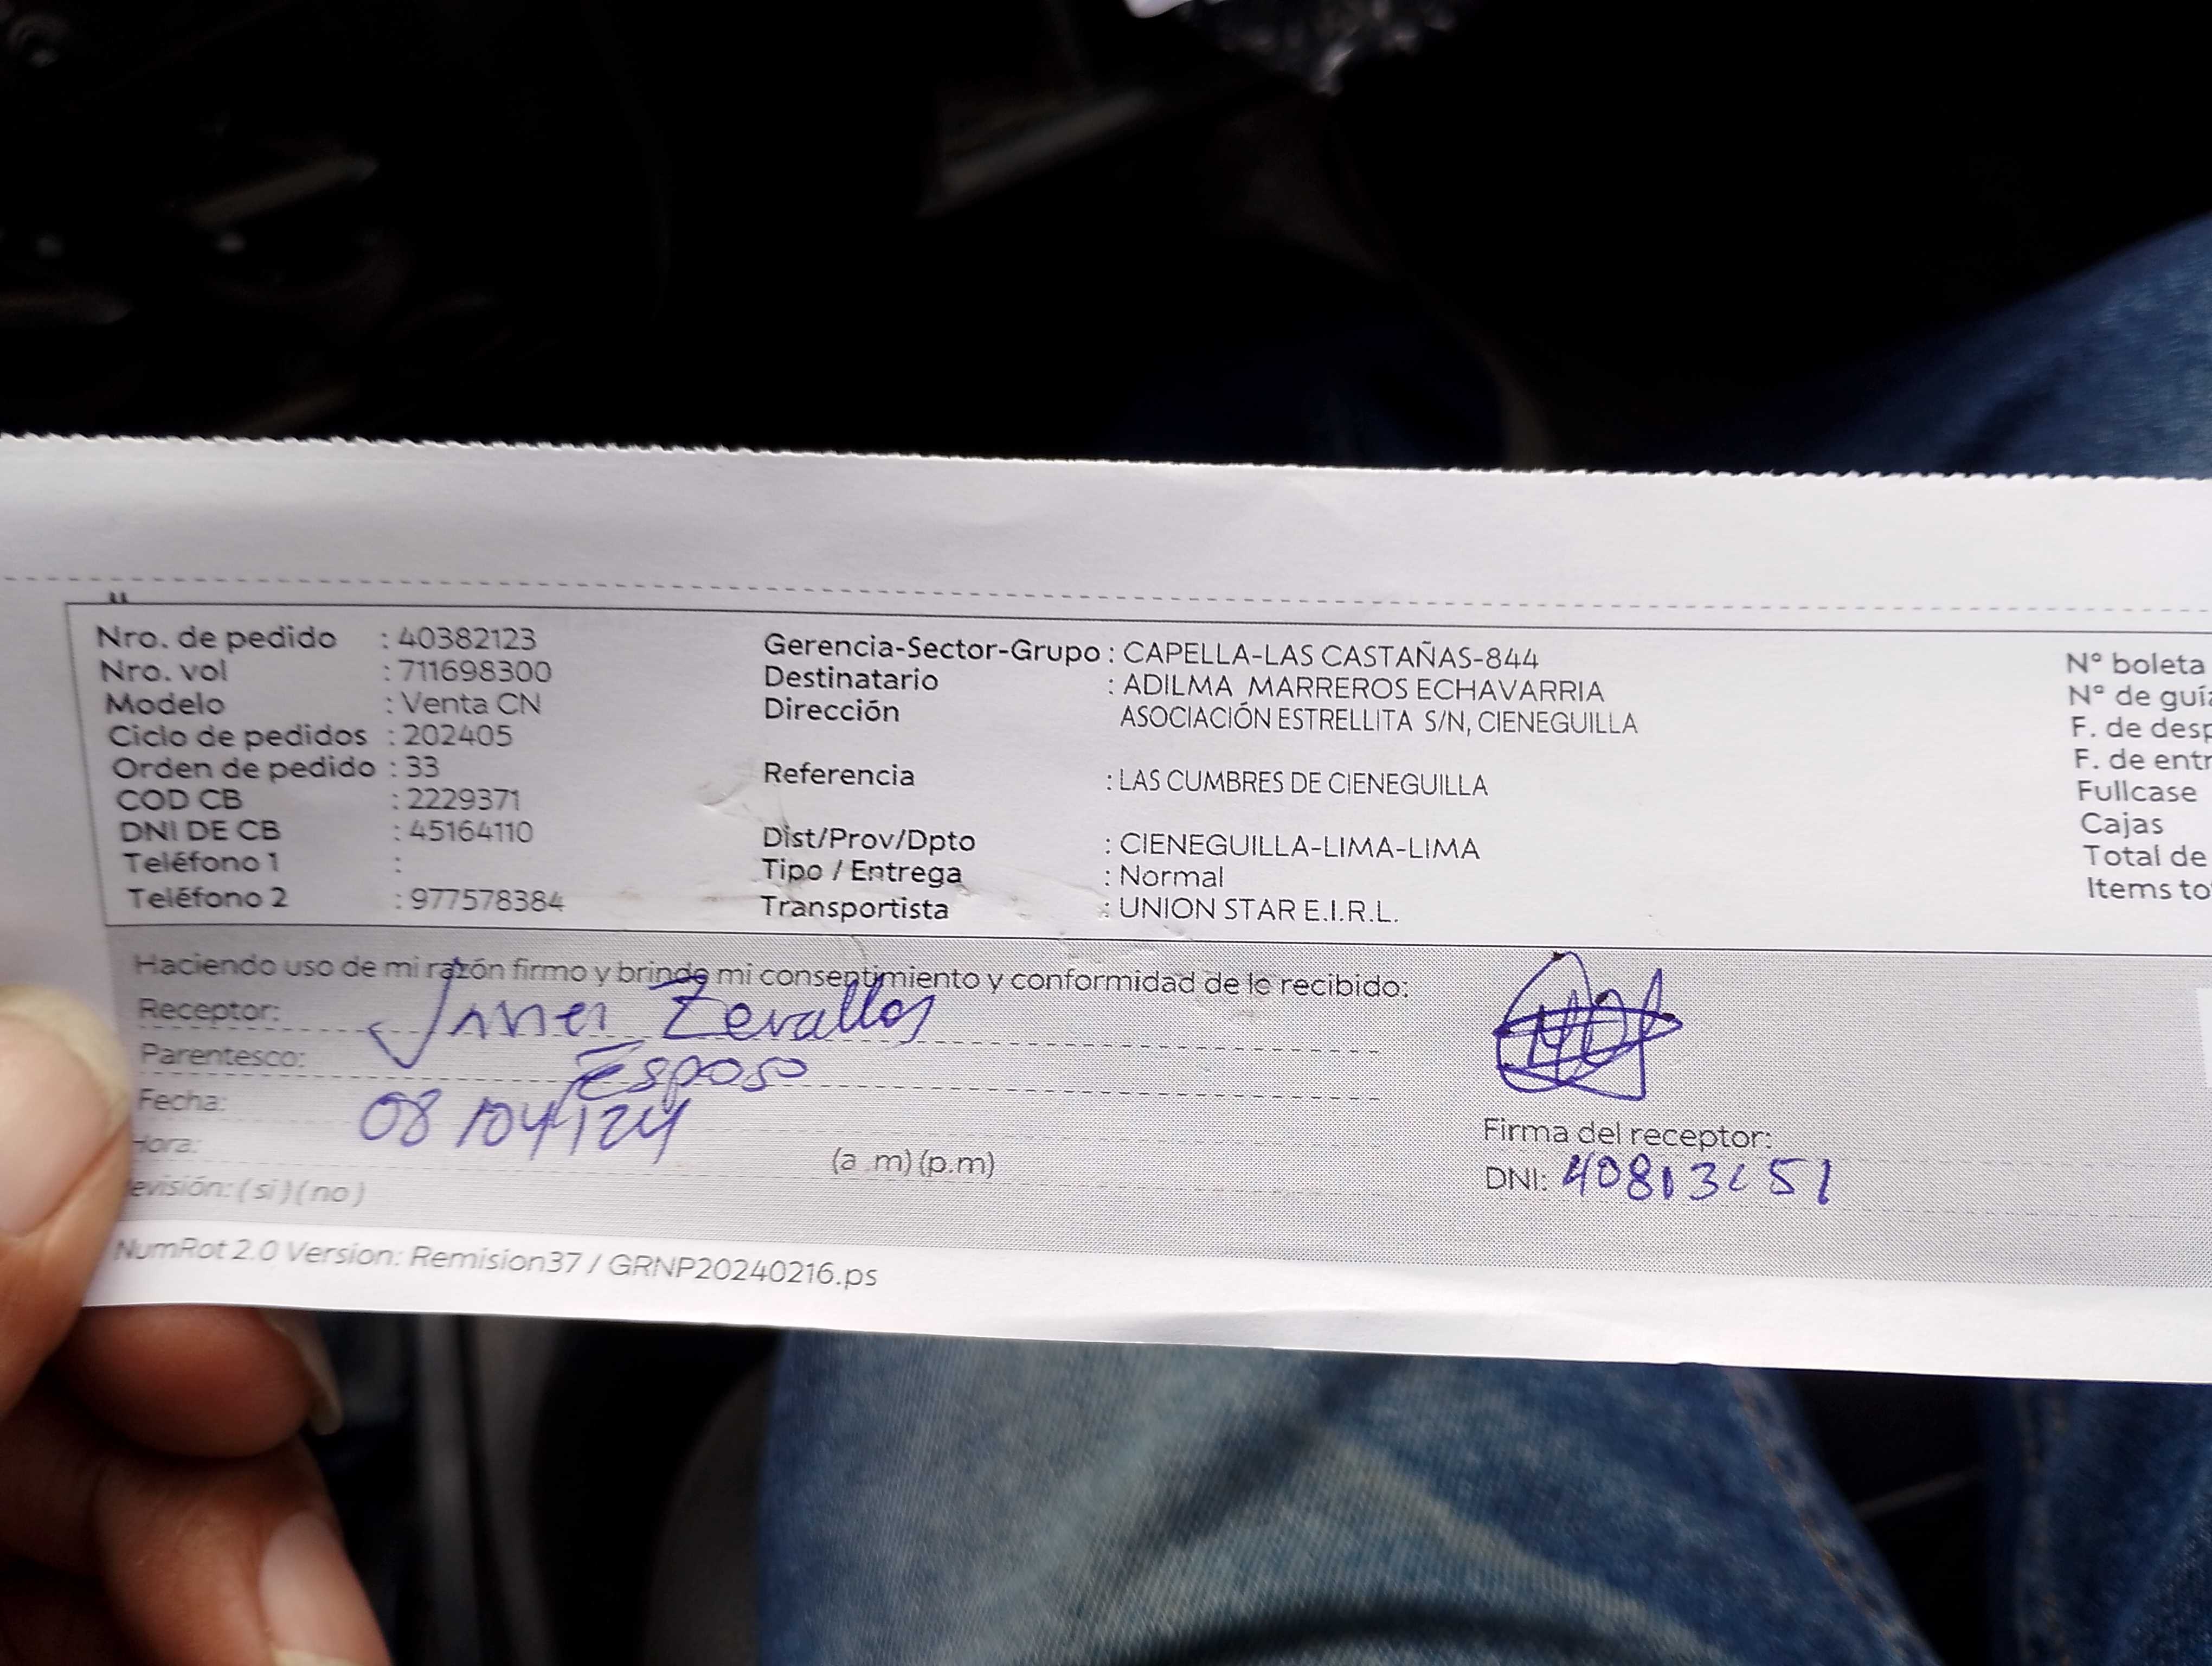 Nro. de pedido : 40382123
Nro. vol : 711698300
Modelo : Venta CN
Ciclo de pedidos : 202405
Orden de pedido : 33
COD CB : 2229371
DNI DE CB : 45164110
Teléfono 1 :
Teléfono 2 : 977578384
Gerencia-Sector-Grupo : CAPELLA-LAS CASTAÑAS-844
Destinatario : ADILMA MARREROS ECHAVARRIA
Dirección ASOCIACIÓN ESTRELLITA S/N, CIENEGUILLA
Referencia : LAS CUMBRES DE CIENEGUILLA
Dist/Prov/Dpto : CIENEGUILLA-LIMA-LIMA
Tipo / Entrega : Normal
Transportista : UNION STAR E.I.R.L.
N° boleta
N° de guía
F. de desp
F. de entr
Fullcase
Cajas
Total de
Items to
Haciendo uso de mi razón firmo y brindo mi consentimiento y conformidad de lo recibido:
Receptor: Zevallos
Parentesco: Esposo
Fecha: 08/04/24
Hora: (a .m) (p.m)
evisión: ( si ) ( no )
Firma del receptor:
DNI:
NumRot 2.0 Version: Remision37 / GRNP20240216.ps